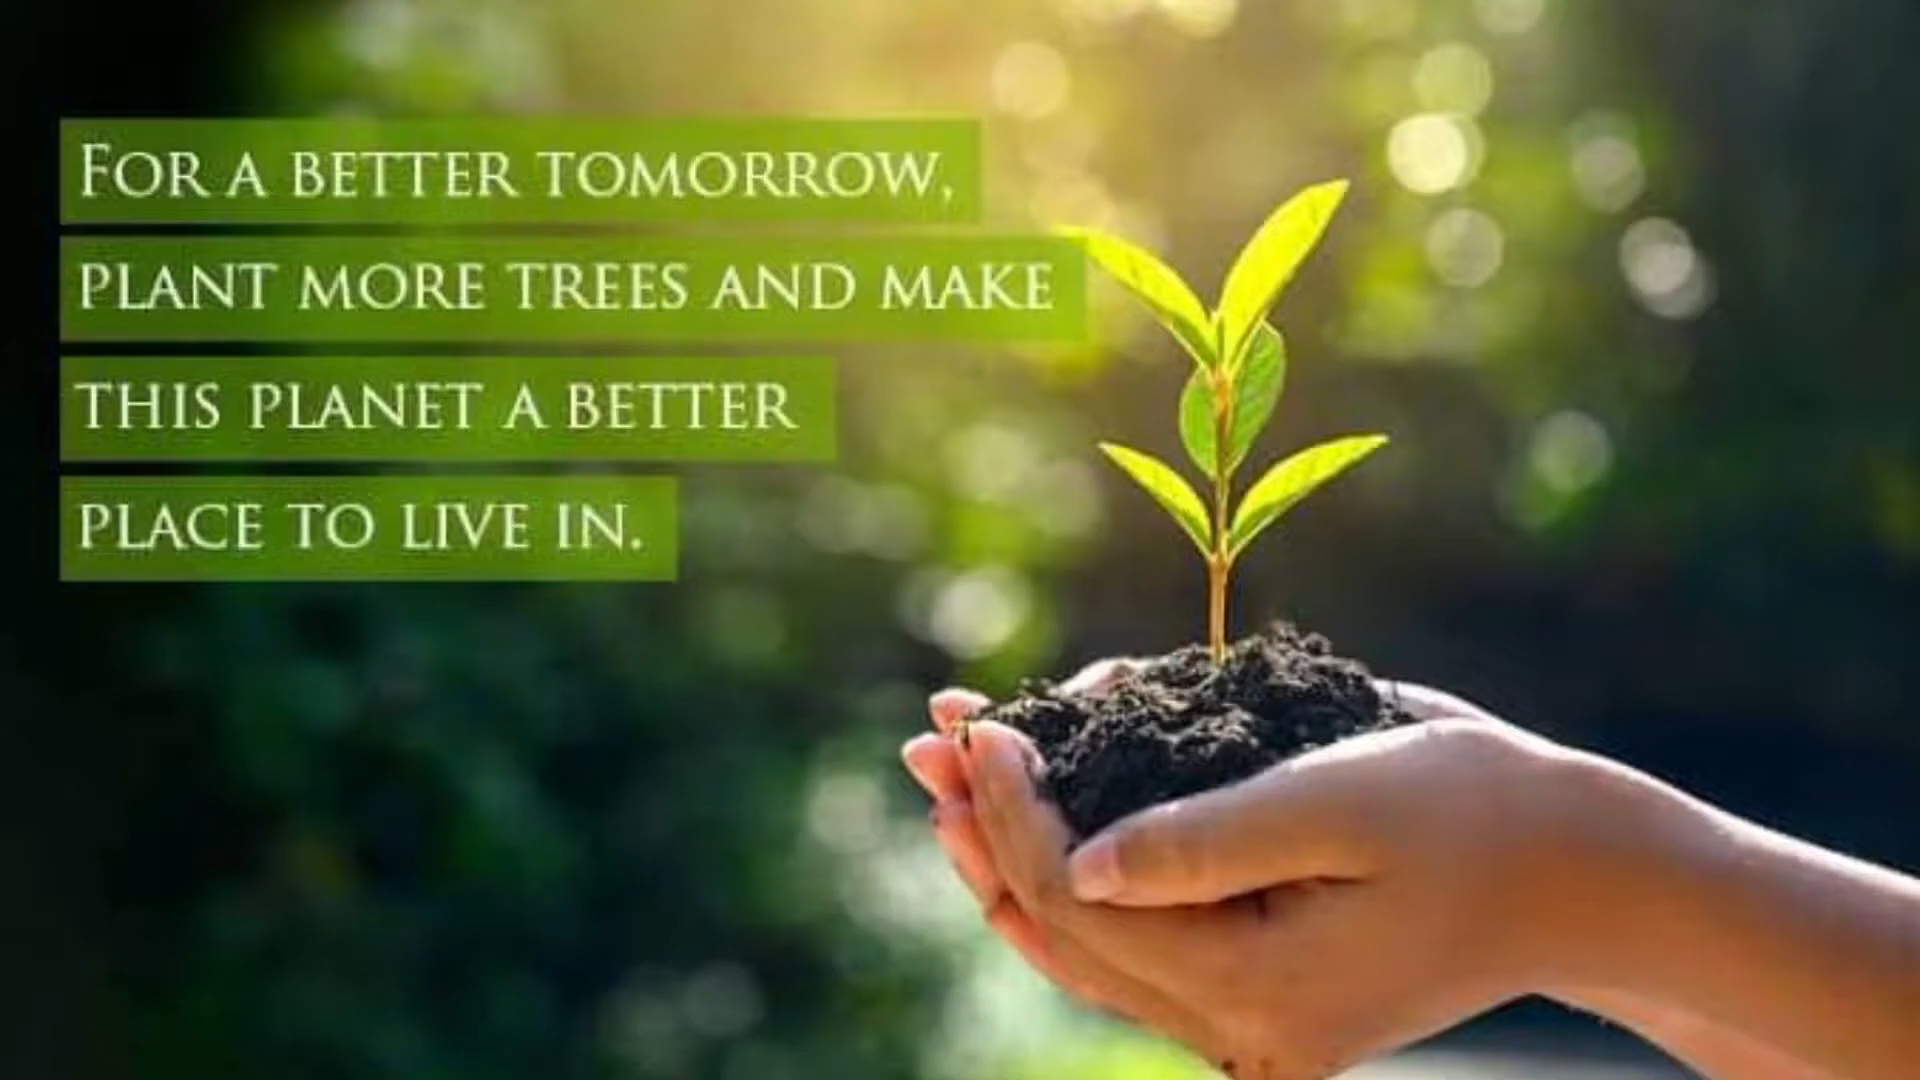 For a better tomorrow,
plant more trees and make
this planet a better
place to live in.